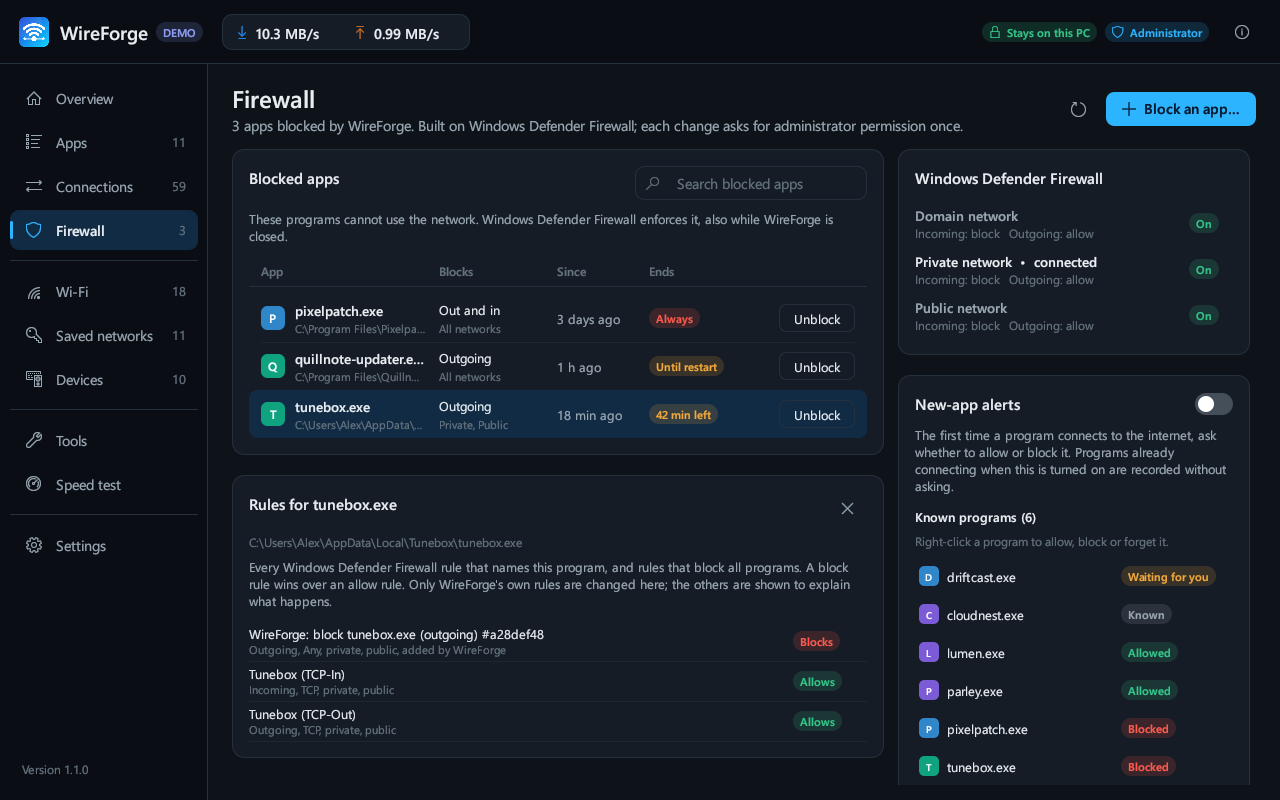 WireForge DEMO
10.3 MB/s 0.99 MB/s
Stays on this PC
Administrator
Overview
Apps 11
Connections 59
Firewall 3
Wi-Fi 18
Saved networks 11
Devices 10
Tools
Speed test
Settings
Version 1.1.0
Firewall
3 apps blocked by WireForge. Built on Windows Defender Firewall; each change asks for administrator permission once.
Block an app...
Blocked apps
Search blocked apps
These programs cannot use the network. Windows Defender Firewall enforces it, also while WireForge is
closed.
App Blocks Since Ends
P pixelpatch.exe Out and in 3 days ago Always Unblock
C:\Program Files\Pixelpa... All networks
Q quillnote-updater.e... Outgoing 1 h ago Until restart Unblock
C:\Program Files\Quilln... All networks
T tunebox.exe Outgoing 18 min ago 42 min left Unblock
C:\Users\Alex\AppData\... Private, Public
Rules for tunebox.exe
C:\Users\Alex\AppData\Local\Tunebox\tunebox.exe
Every Windows Defender Firewall rule that names this program, and rules that block all programs. A block
rule wins over an allow rule. Only WireForge's own rules are changed here; the others are shown to explain
what happens.
WireForge: block tunebox.exe (outgoing) #a28def48 Blocks
Outgoing, Any, private, public, added by WireForge
Tunebox (TCP-In) Allows
Incoming, TCP, private, public
Tunebox (TCP-Out) Allows
Outgoing, TCP, private, public
Windows Defender Firewall
Domain network On
Incoming: block Outgoing: allow
Private network • connected On
Incoming: block Outgoing: allow
Public network On
Incoming: block Outgoing: allow
New-app alerts
The first time a program connects to the internet, ask
whether to allow or block it. Programs already
connecting when this is turned on are recorded without
asking.
Known programs (6)
Right-click a program to allow, block or forget it.
D driftcast.exe Waiting for you
C cloudnest.exe Known
L lumen.exe Allowed
P parley.exe Allowed
P pixelpatch.exe Blocked
T tunebox.exe Blocked